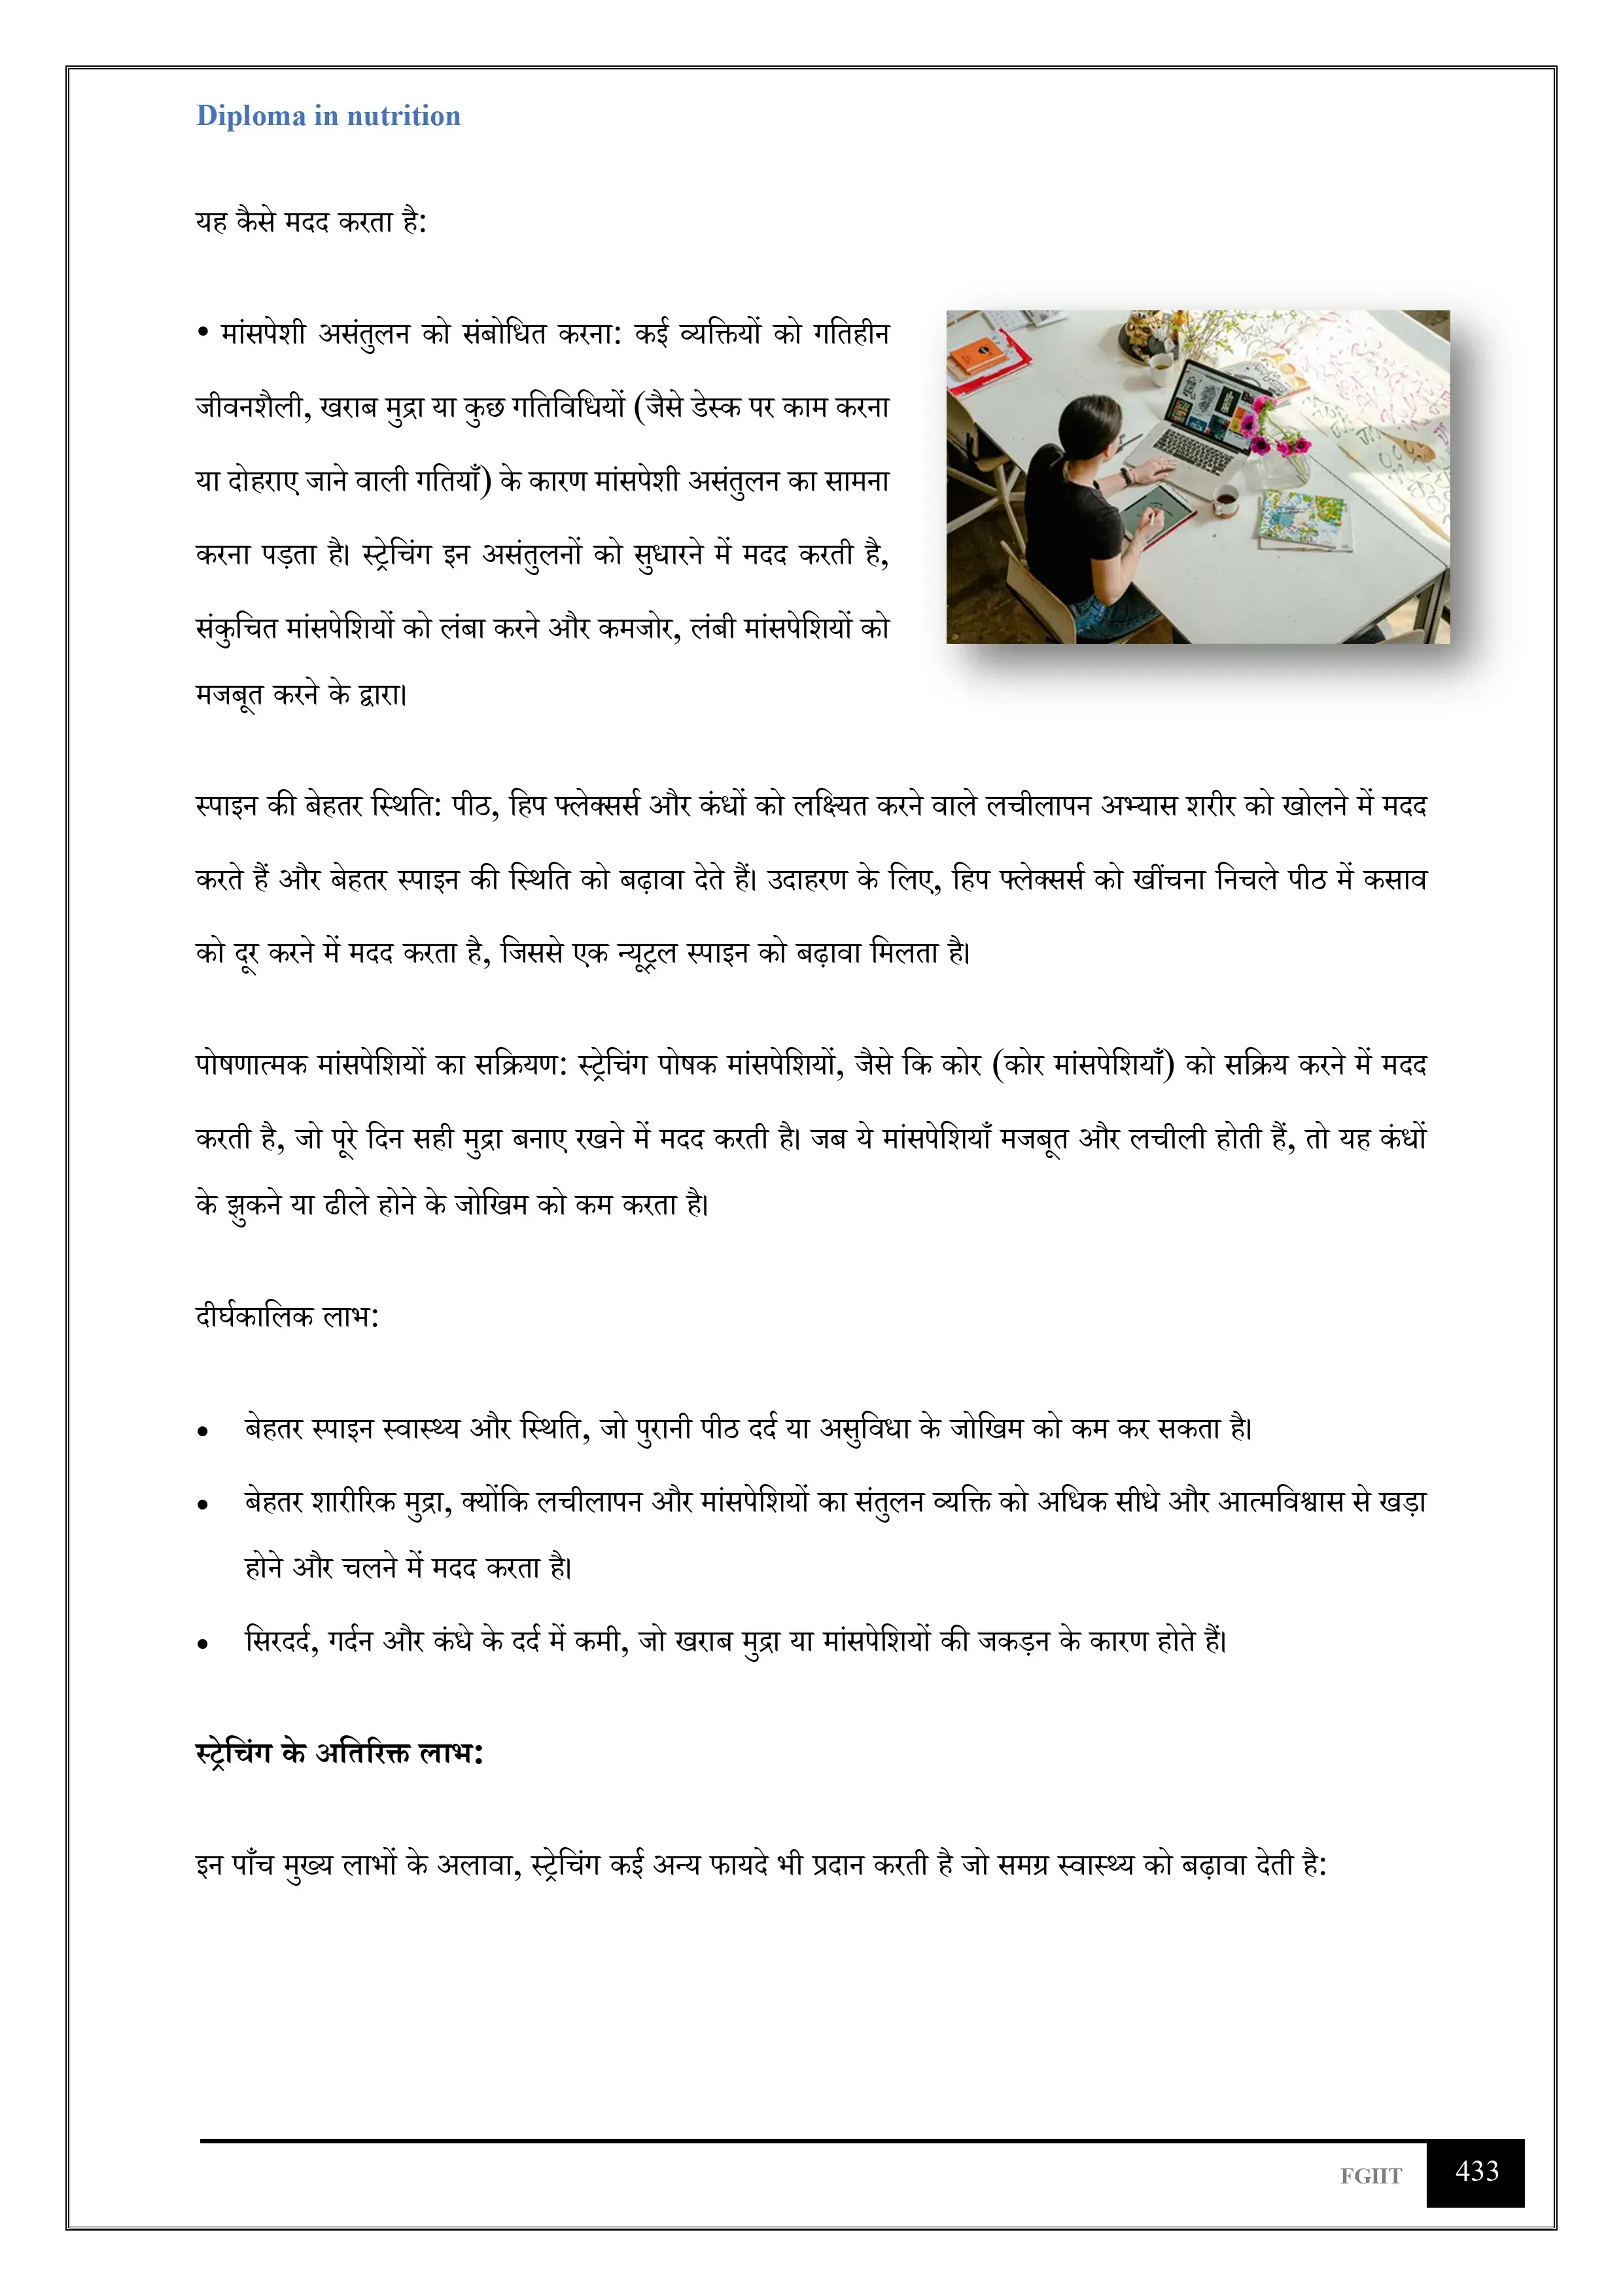 Diploma in nutrition
यह कैसे मदद करता है:
• मांसपेशी असंतुलन को संबोधित करना: कई व्यक्तियों को गतिहीन
जीवनशैली, खराब मुद्रा या कुछ गतिविधियों (जैसे डेस्क पर काम करना
या दोहराए जाने वाली गतियाँ) के कारण मांसपेशी असंतुलन का सामना
करना पड़ता है। स्ट्रेचिंग इन असंतुलनों को सुधारने में मदद करती है,
संकुचित मांसपेशियों को लंबा करने और कमजोर, लंबी मांसपेशियों को
मजबूत करने के द्वारा।
स्पाइन की बेहतर स्थिति: पीठ, हिप फ्लेक्सर्स और कंधों को लक्ष्यित करने वाले लचीलापन अभ्यास शरीर को खोलने में मदद
करते हैं और बेहतर स्पाइन की स्थिति को बढ़ावा देते हैं। उदाहरण के लिए, हिप फ्लेक्सर्स को खींचना निचले पीठ में कसाव
को दूर करने में मदद करता है, जिससे एक न्यूट्रल स्पाइन को बढ़ावा मिलता है।
पोषणात्मक मांसपेशियों का सक्रियण: स्ट्रेचिंग पोषक मांसपेशियों, जैसे कि कोर (कोर मांसपेशियाँ) को सक्रिय करने में मदद
करती है, जो पूरे दिन सही मुद्रा बनाए रखने में मदद करती है। जब ये मांसपेशियाँ मजबूत और लचीली होती हैं, तो यह कंधों
के झुकने या ढीले होने के जोखिम को कम करता है।
दीर्घकालिक लाभ:
• बेहतर स्पाइन स्वास्थ्य और स्थिति, जो पुरानी पीठ दर्द या असुविधा के जोखिम को कम कर सकता है।
• बेहतर शारीरिक मुद्रा, क्योंकि लचीलापन और मांसपेशियों का संतुलन व्यक्ति को अधिक सीधे और आत्मविश्वास से खड़ा
होने और चलने में मदद करता है।
• सिरदर्द, गर्दन और कंधे के दर्द में कमी, जो खराब मुद्रा या मांसपेशियों की जकड़न के कारण होते हैं।
स्ट्रेचिंग के अतिरिक्त लाभ:
इन पाँच मुख्य लाभों के अलावा, स्ट्रेचिंग कई अन्य फायदे भी प्रदान करती है जो समग्र स्वास्थ्य को बढ़ावा देती है:
FGIIT 433